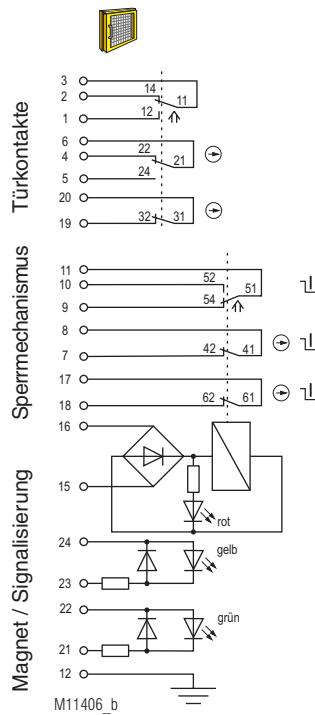 Türkontakte
3
2 14 11
1 12
6
4 22 21
5 24
20
19 32 31
Sperrmechanismus
11
10 52 51
9 54
8
7 42 41
17
18 62 61
Magnet / Signalisierung
16
15
rot
24
gelb
23
22
grün
21
12
M11406_b